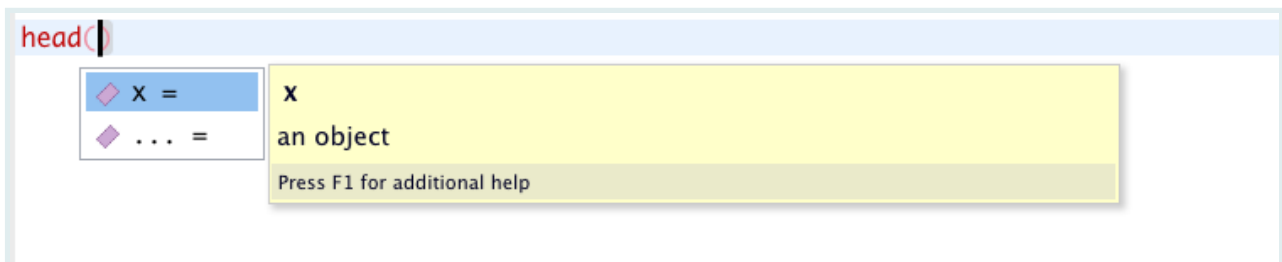 head()
x =
... =
x
an object
Press F1 for additional help